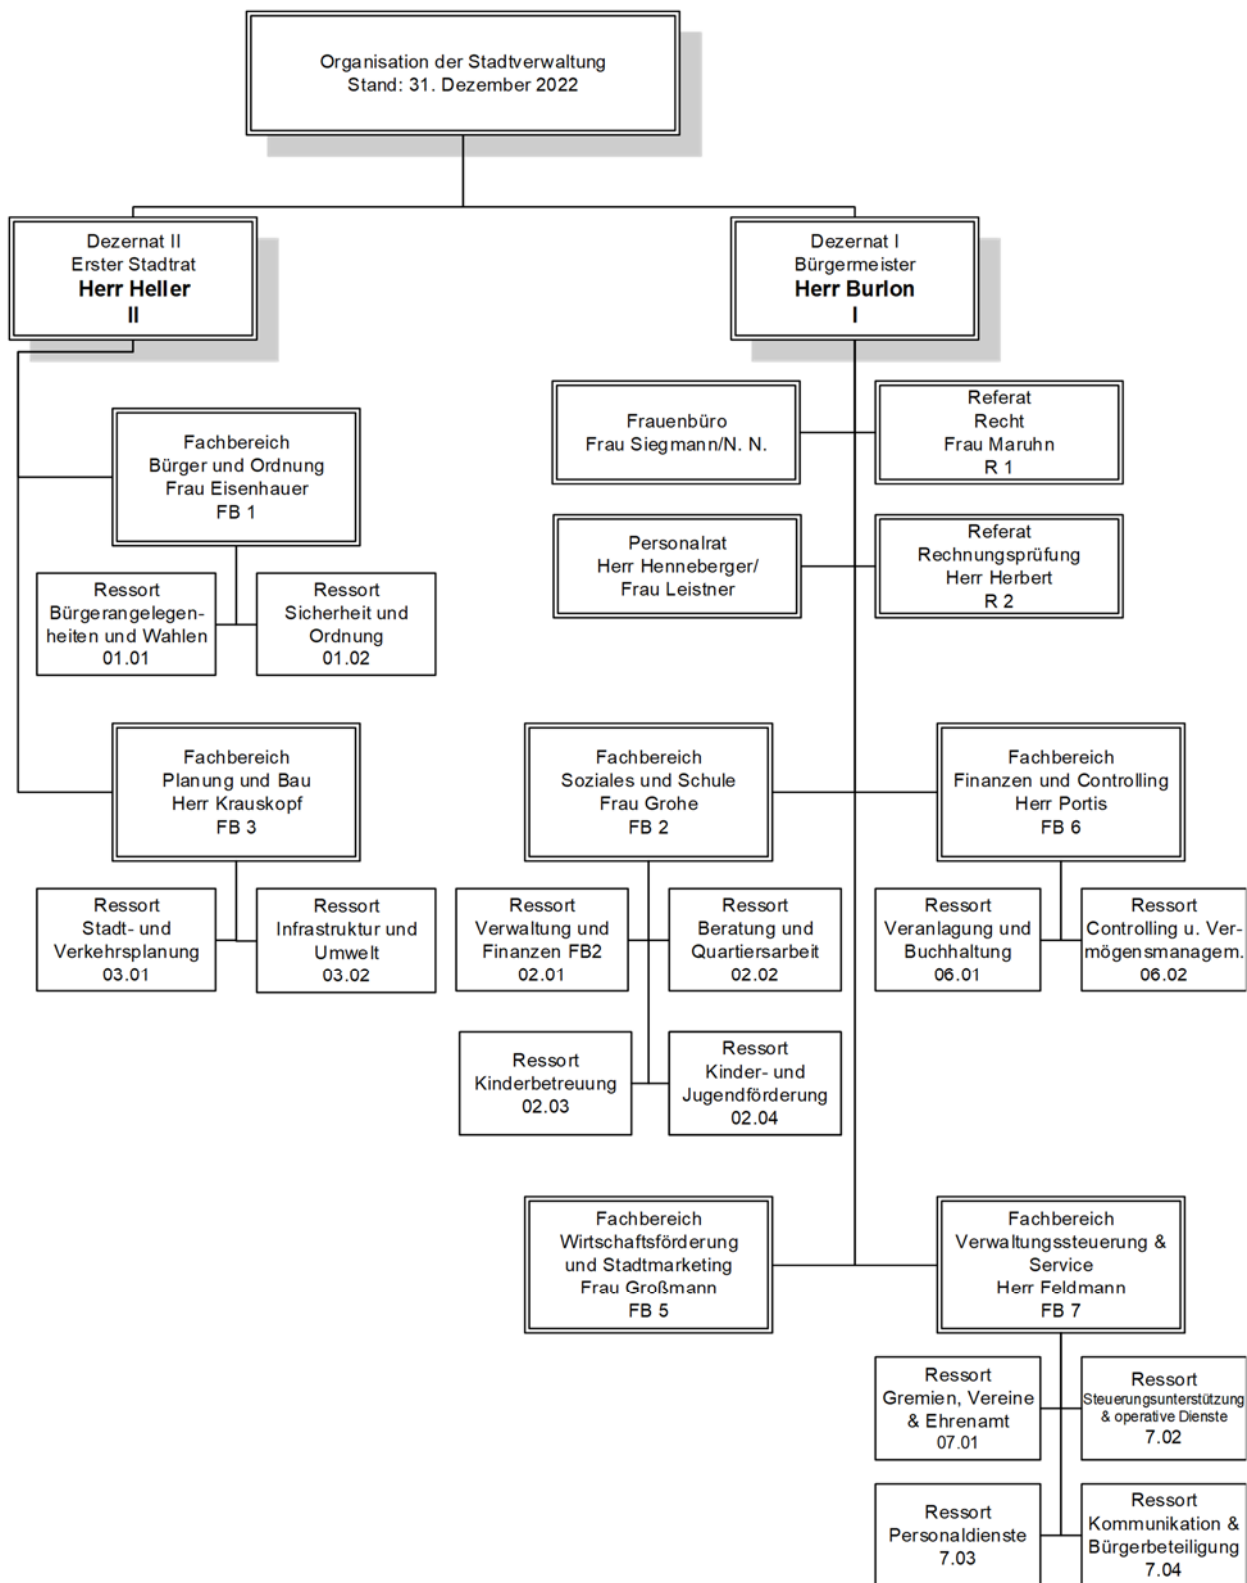 Organisation der Stadtverwaltung
Stand: 31. Dezember 2022
Dezernat II
Erster Stadtrat
Herr Heller
II
Dezernat I
Bürgermeister
Herr Burlon
I
Frauenbüro
Frau Siegmann/N. N.
Referat
Recht
Frau Maruhn
R 1
Fachbereich
Bürger und Ordnung
Frau Eisenhauer
FB 1
Personalrat
Herr Henneberger/
Frau Leistner
Referat
Rechnungsprüfung
Herr Herbert
R 2
Ressort
Bürgerangelegen-
heiten und Wahlen
01.01
Ressort
Sicherheit und
Ordnung
01.02
Fachbereich
Planung und Bau
Herr Krauskopf
FB 3
Fachbereich
Soziales und Schule
Frau Grohe
FB 2
Fachbereich
Finanzen und Controlling
Herr Portis
FB 6
Ressort
Stadt- und
Verkehrsplanung
03.01
Ressort
Infrastruktur und
Umwelt
03.02
Ressort
Verwaltung und
Finanzen FB2
02.01
Ressort
Beratung und
Quartiersarbeit
02.02
Ressort
Veranlagung und
Buchhaltung
06.01
Ressort
Controlling u. Ver-
mögensmanagem.
06.02
Ressort
Kinderbetreuung
02.03
Ressort
Kinder- und
Jugendförderung
02.04
Fachbereich
Wirtschaftsförderung
und Stadtmarketing
Frau Großmann
FB 5
Fachbereich
Verwaltungssteuerung &
Service
Herr Feldmann
FB 7
Ressort
Gremien, Vereine
& Ehrenamt
07.01
Ressort
Steuerungsunterstützung
& operative Dienste
7.02
Ressort
Personaldienste
7.03
Ressort
Kommunikation &
Bürgerbeteiligung
7.04